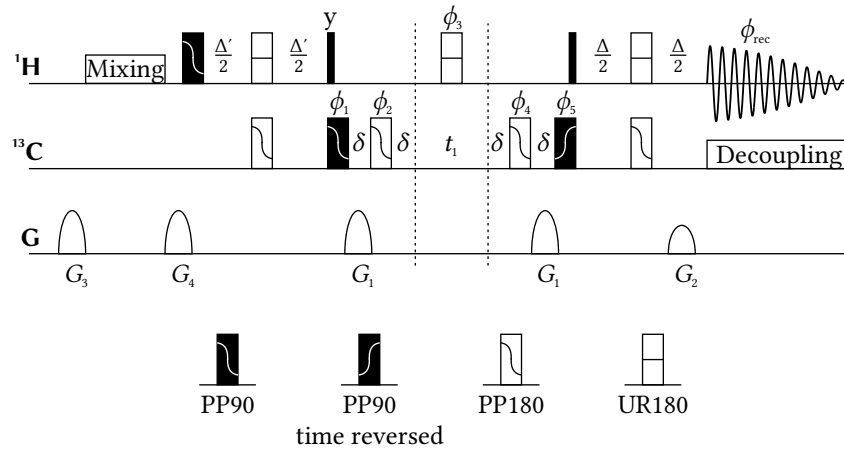 y ϕ₃
¹H Mixing Δ′/2 Δ′/2 Δ/2 Δ/2 ϕrec
ϕ₁ ϕ₂ ϕ₄ ϕ₅
¹³C δ δ t₁ δ δ Decoupling
G
G₃ G₄ G₁ G₁ G₂
PP90 PP90 PP180 UR180
time reversed